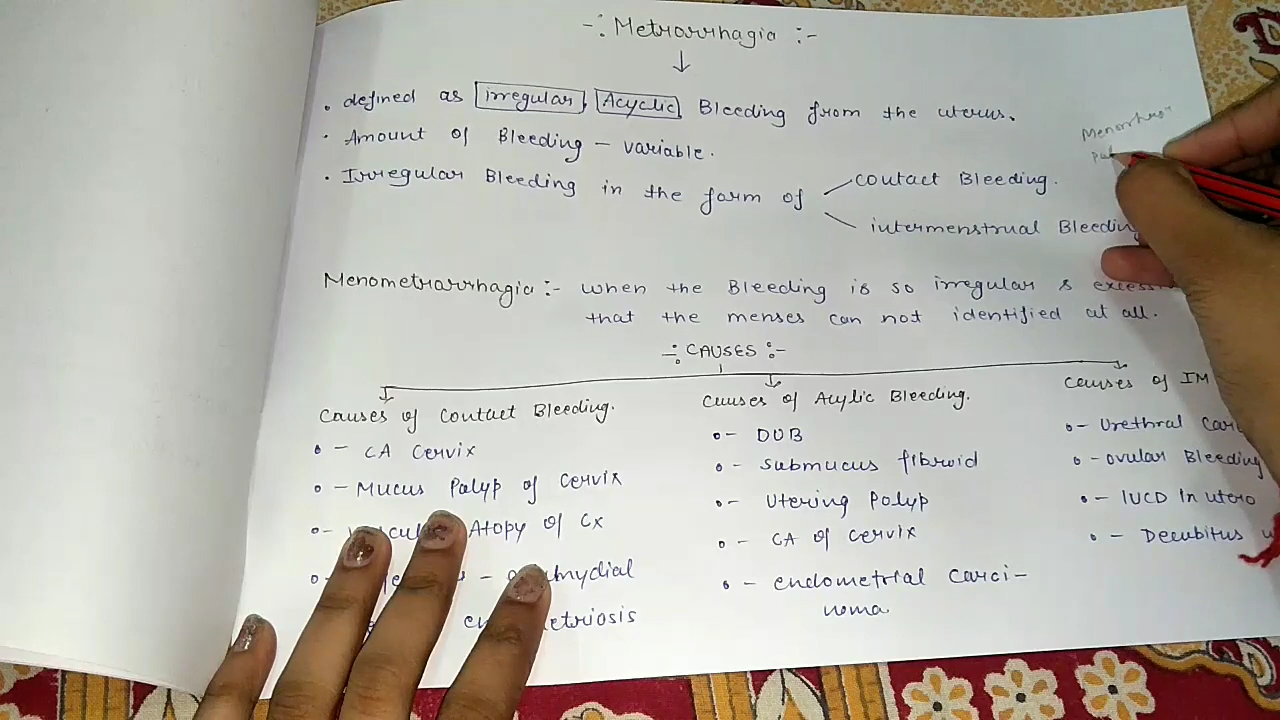 -: Metrorrhagia :-
↓
• defined as irregular, Acyclic Bleeding from the uterus.
• Amount of Bleeding – variable.
• Irregular Bleeding in the form of
contact Bleeding.
intermenstrual Bleeding
Menometrorrhagia :- when the Bleeding is so irregular &
that the menses can not identified at all.
-: CAUSES :-
Causes of Contact Bleeding.
- CA Cervix
- Mucus Polyp of Cervix
of Cx
Causes of Acylic Bleeding.
- DUB
- Submucus fibroid
- Utering Polyp
- CA of Cervix
- endometrial Carci-
noma
Causes of IM
- Urethral
- Ovular Bleeding
- IUCD In utero
- Decubitus